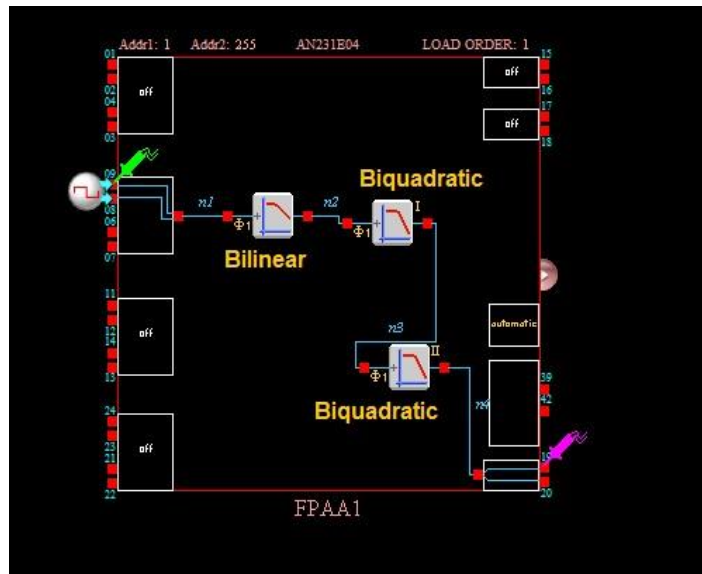 Addr1: 1 Addr2: 255 AN231E04 LOAD ORDER: 1
01
off
02
04
03
15
off
16
17
off
18
09
08
06
07
n1
Φ1
Bilinear
n2
Biquadratic
Φ1
I
n3
Φ1
II
Biquadratic
11
off
12
14
13
automatic
39
42
n4
24
off
23
21
22
19
20
FPAA1